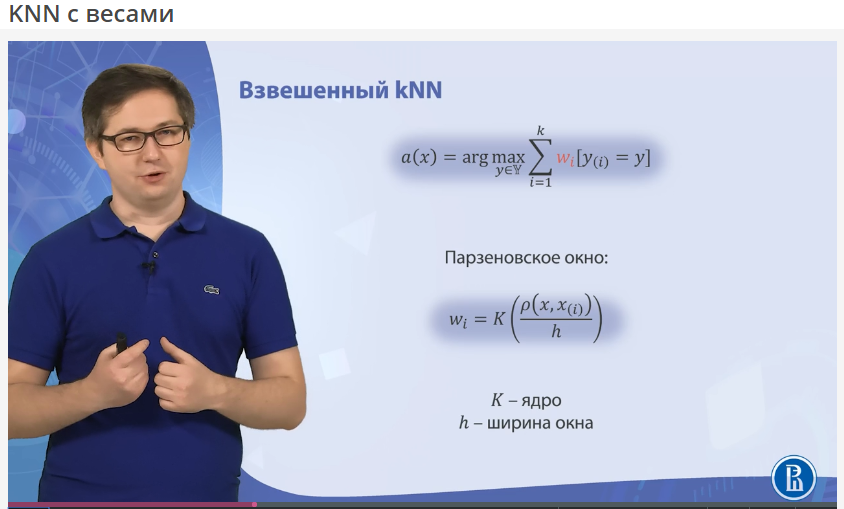 KNN с весами
Взвешенный kNN
a(x) = arg max_{y∈𝕐} ∑_{i=1}^{k} w_i[y_{(i)} = y]
Парзеновское окно:
w_i = K(ρ(x, x_{(i)}) / h)
K – ядро
h – ширина окна